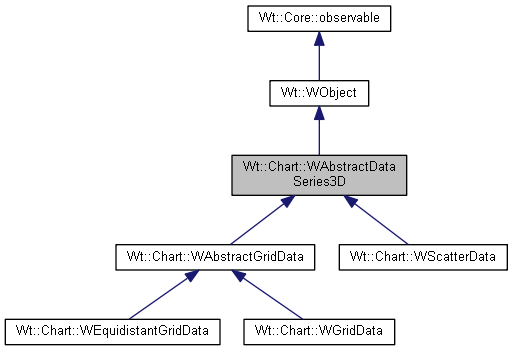 Wt::Core::observable
Wt::WObject
Wt::Chart::WAbstractData
Series3D
Wt::Chart::WAbstractGridData
Wt::Chart::WScatterData
Wt::Chart::WEquidistantGridData
Wt::Chart::WGridData